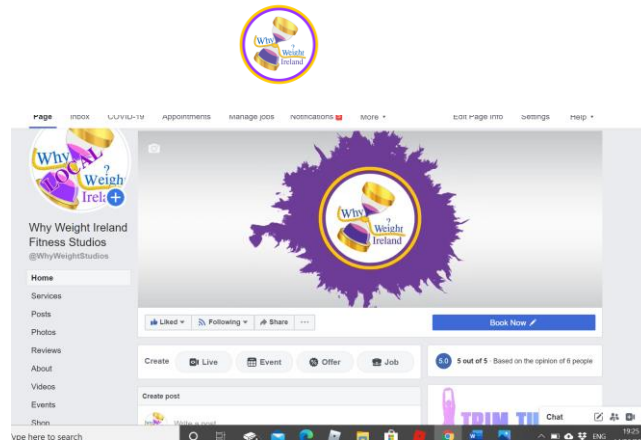 Why
?
Weight
Ireland
Page Inbox COVID-19 Appointments Manage jobs Notifications More Edit Page Info Settings Help
Why
LOCAL
?
Weigh
Irel
Why
?
Weight
Ireland
Why Weight Ireland
Fitness Studios
@WhyWeightStudios
Home
Services
Posts
Photos
Reviews
About
Videos
Events
Shop
Liked Following Share ...
Book Now
Create Live Event Offer Job
5.0 5 out of 5 · Based on the opinion of 6 people
Create post
Write a post
TRIM TU
Chat
ype here to search
ENG
19:25